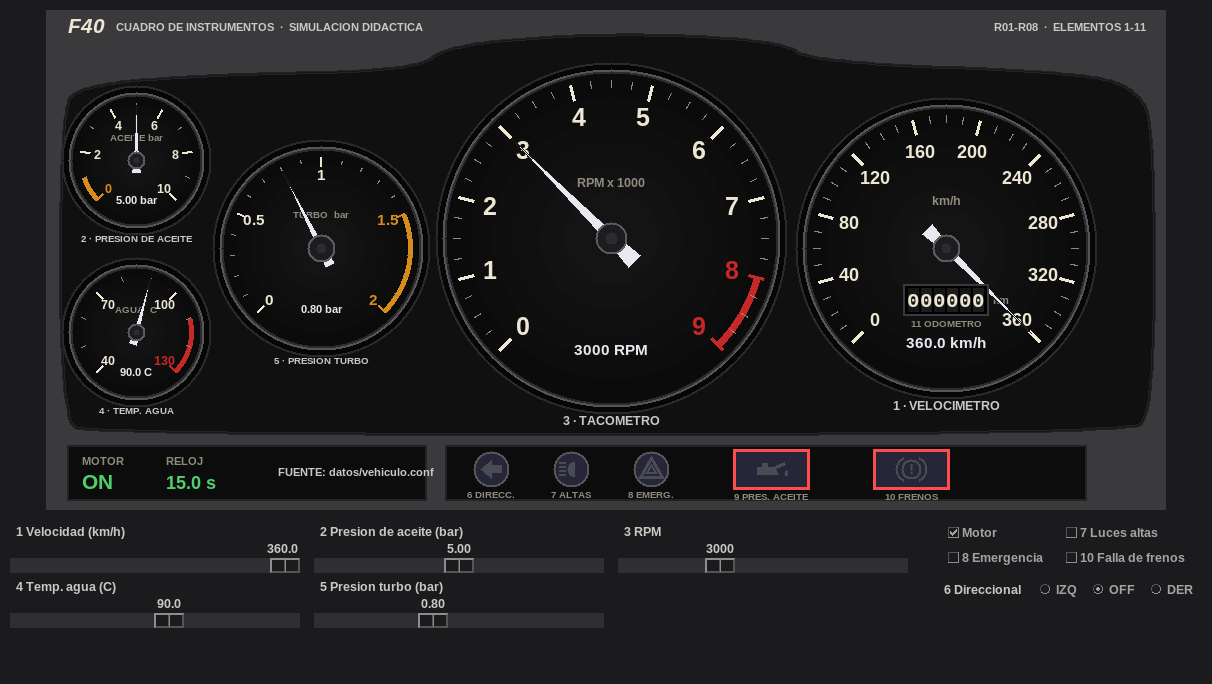 F40 CUADRO DE INSTRUMENTOS · SIMULACION DIDACTICA
R01-R08 · ELEMENTOS 1-11
0
2
4
6
8
10
ACEITE bar
5.00 bar
2 · PRESION DE ACEITE
40
70
100
130
AGUA C
90.0 C
4 · TEMP. AGUA
0
0.5
1
1.5
2
TURBO bar
0.80 bar
5 · PRESION TURBO
0
1
2
3
4
5
6
7
8
9
RPM x 1000
3000 RPM
3 · TACOMETRO
0
40
80
120
160
200
240
280
320
360
km/h
000000 km
11 ODOMETRO
360.0 km/h
1 · VELOCIMETRO
MOTOR
ON
RELOJ
15.0 s
FUENTE: datos/vehiculo.conf
6 DIRECC.
7 ALTAS
8 EMERG.
9 PRES. ACEITE
10 FRENOS
1 Velocidad (km/h)
360.0
2 Presion de aceite (bar)
5.00
3 RPM
3000
4 Temp. agua (C)
90.0
5 Presion turbo (bar)
0.80
Motor
7 Luces altas
8 Emergencia
10 Falla de frenos
6 Direccional IZQ OFF DER